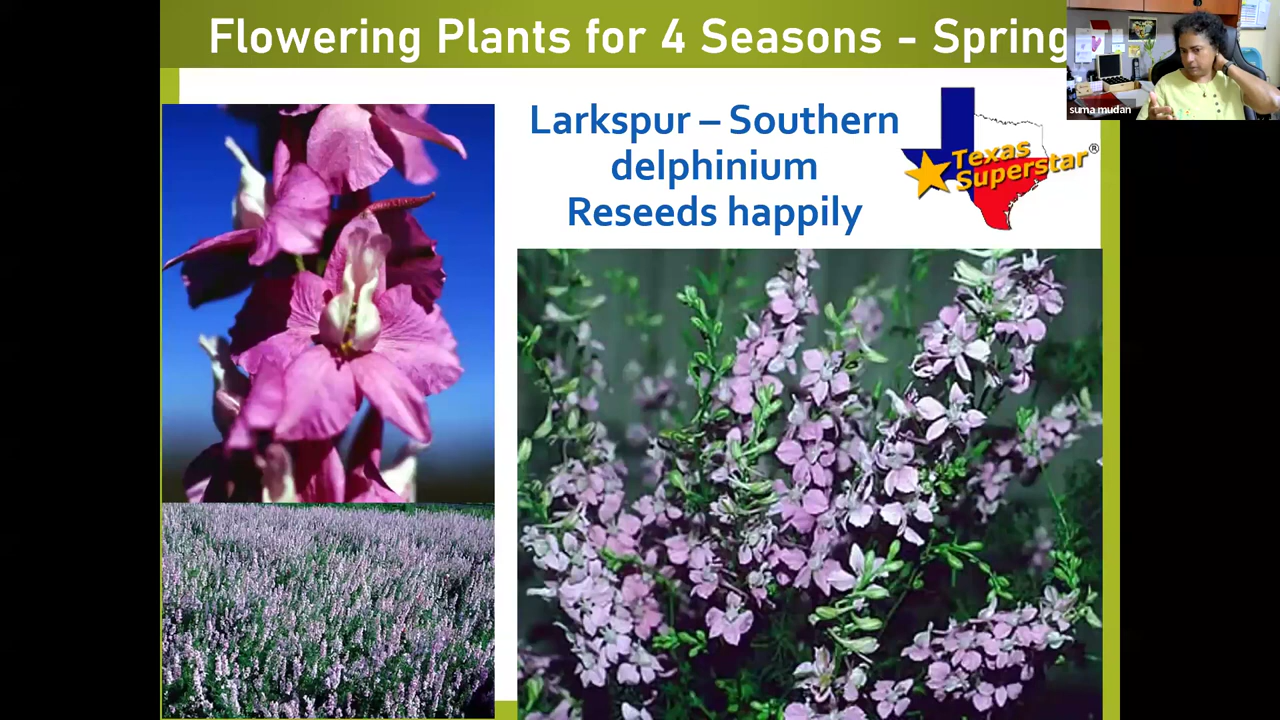 Flowering Plants for 4 Seasons - Spring
suma mudan
Larkspur – Southern
delphinium
Reseeds happily
Texas
Superstar®